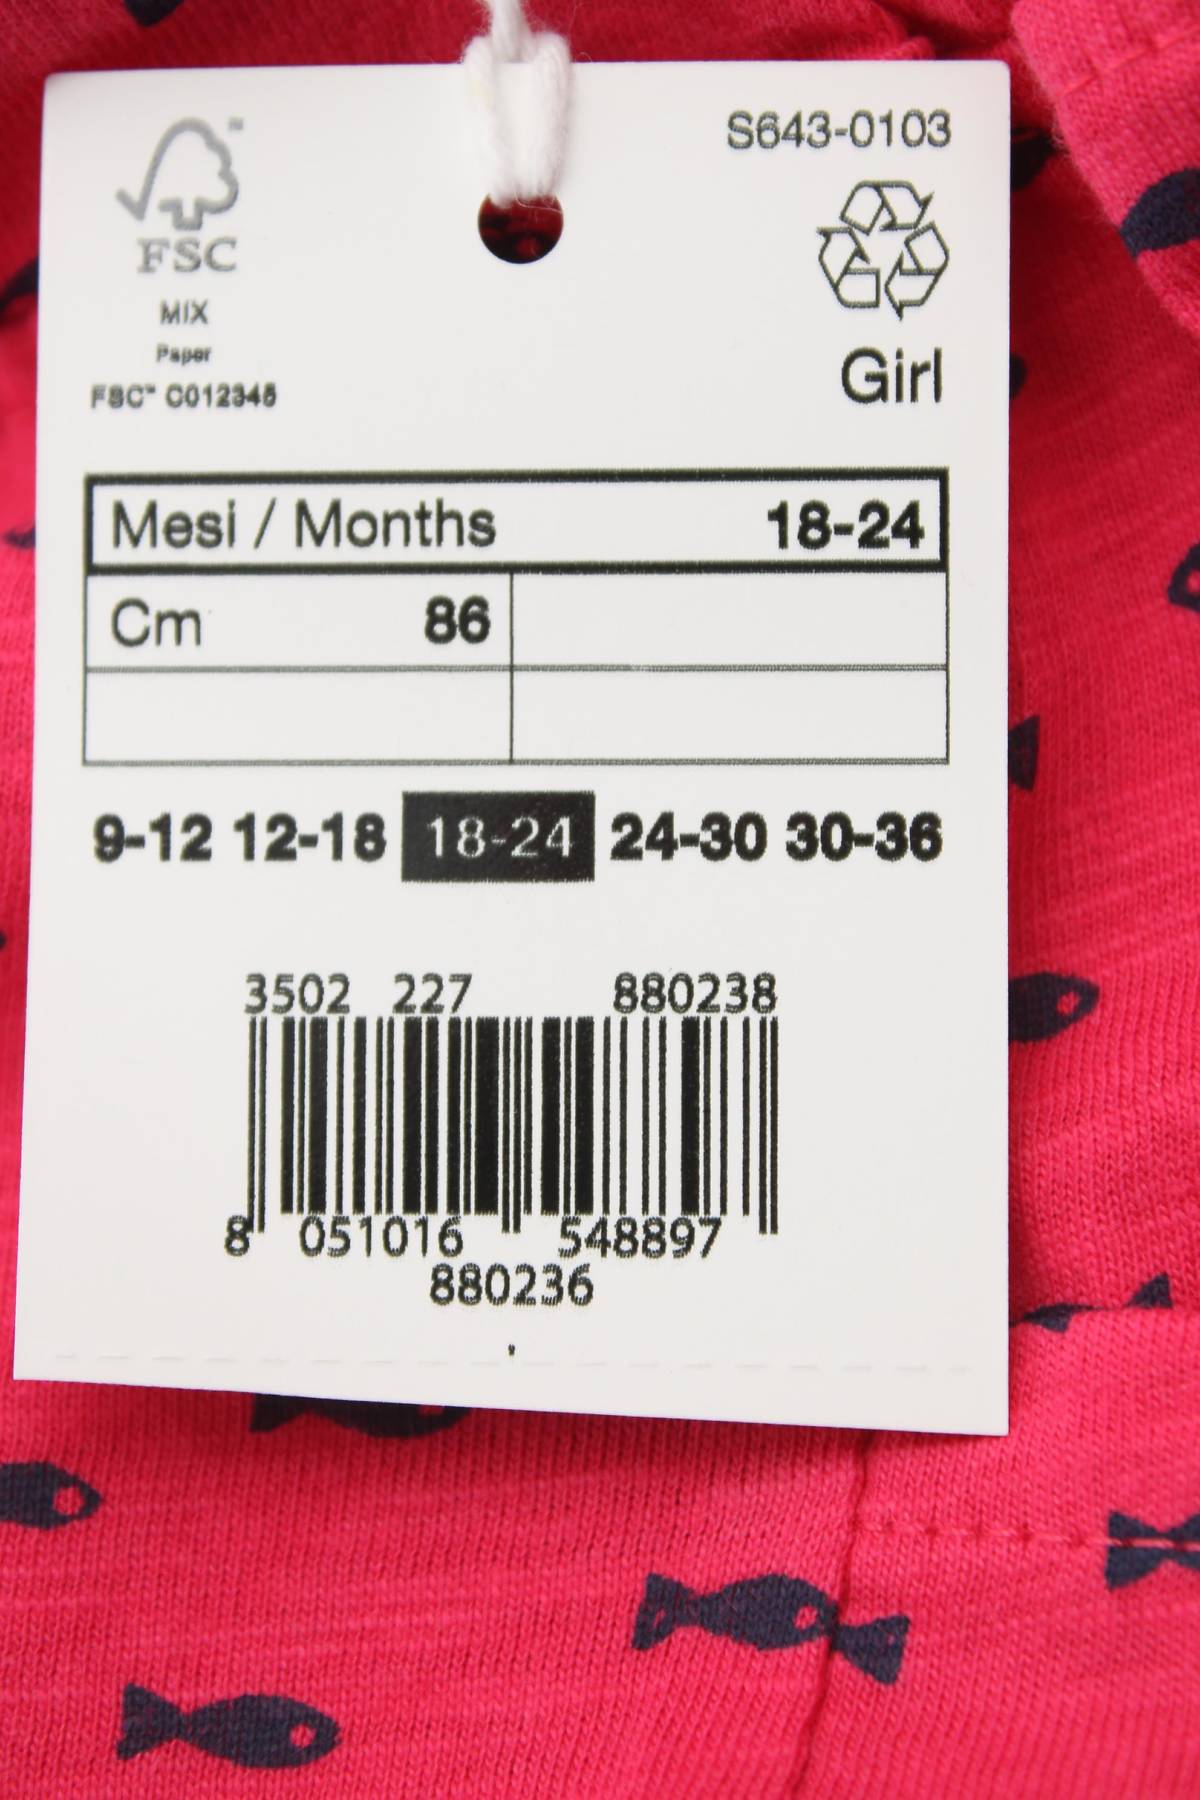 S643-0103
FSC
MIX
Paper
FSC™ C012345
Girl
Mesi / Months 18-24
Cm 86
9-12 12-18 18-24 24-30 30-36
3502 227 880238
8 051016 548897
880236